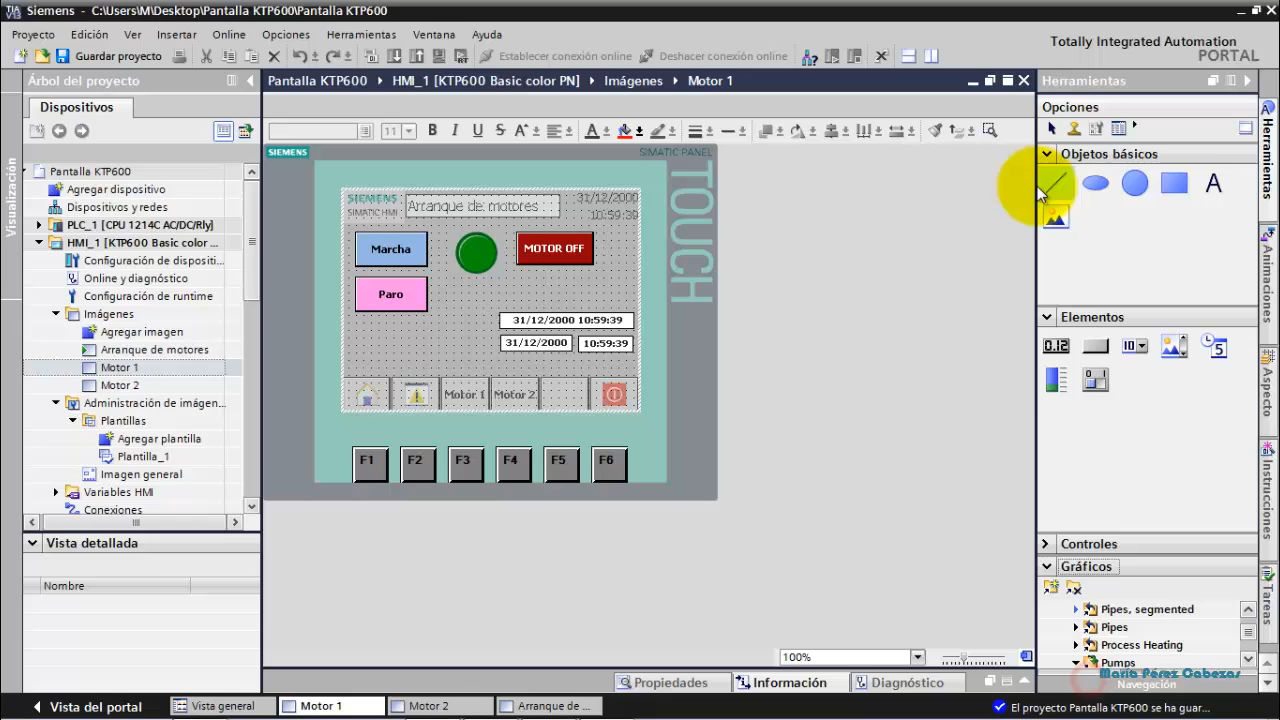 Siemens - C:\Users\M\Desktop\Pantalla KTP600\Pantalla KTP600
Proyecto Edición Ver Insertar Online Opciones Herramientas Ventana Ayuda
Totally Integrated Automation
PORTAL
Guardar proyecto
Establecer conexión online
Deshacer conexión online
Árbol del proyecto
Pantalla KTP600 HMI_1 [KTP600 Basic color PN] Imágenes Motor 1
Herramientas
Dispositivos
Opciones
Visualización
11
B I U S A A
Objetos básicos
A
Pantalla KTP600
Agregar dispositivo
Dispositivos y redes
PLC_1 [CPU 1214C AC/DC/Rly]
HMI_1 [KTP600 Basic color ...
Configuración de dispositi...
Online y diagnóstico
Configuración de runtime
Imágenes
Agregar imagen
Arranque de motores
Motor 1
Motor 2
Administración de imágen...
Plantillas
Agregar plantilla
Plantilla_1
Imagen general
Variables HMI
Conexiones
Vista detallada
Nombre
SIEMENS
SIMATIC PANEL
TOUCH
SIEMENS
SIMATIC HMI
Arranque de motores
31/12/2000
10:59:39
Marcha
MOTOR OFF
Paro
31/12/2000 10:59:39
31/12/2000
10:59:39
Motor 1
Motor 2
F1 F2 F3 F4 F5 F6
Elementos
0.12
10
5
Controles
Gráficos
Pipes, segmented
Pipes
Process Heating
Pumps
María Pérez Cabezas
Navegación
Herramientas
Animaciones
Aspecto
Instrucciones
Tareas
100%
Propiedades
Información
Diagnóstico
Vista del portal
Vista general
Motor 1
Motor 2
Arranque de ...
El proyecto Pantalla KTP600 se ha guar...